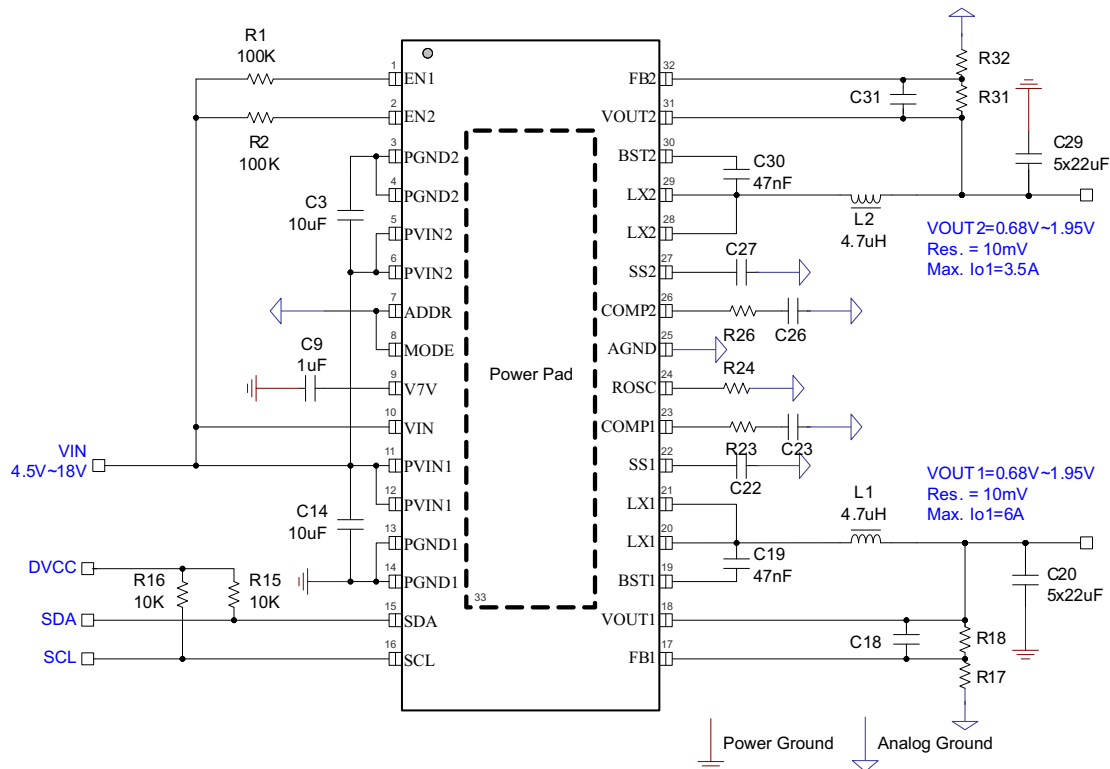 R1
100K
R2
100K
C3
10uF
C9
1uF
VIN
4.5V~18V
C14
10uF
DVCC
R16
10K
R15
10K
SDA
SCL
1
EN1
2
EN2
3
PGND2
4
PGND2
5
PVIN2
6
PVIN2
7
ADDR
8
MODE
9
V7V
10
VIN
11
PVIN1
12
PVIN1
13
PGND1
14
PGND1
15
SDA
16
SCL
Power Pad
33
32
FB2
31
VOUT2
30
BST2
29
LX2
28
LX2
27
SS2
26
COMP2
25
AGND
24
ROSC
23
COMP1
22
SS1
21
LX1
20
LX1
19
BST1
18
VOUT1
17
FB1
R32
C31
R31
C29
5x22uF
C30
47nF
L2
4.7uH
VOUT2=0.68V~1.95V
Res. = 10mV
Max. Io1=3.5A
C27
R26
C26
R24
R23
C23
C22
VOUT1=0.68V~1.95V
Res. = 10mV
Max. Io1=6A
L1
4.7uH
C19
47nF
C20
5x22uF
C18
R18
R17
Power Ground
Analog Ground